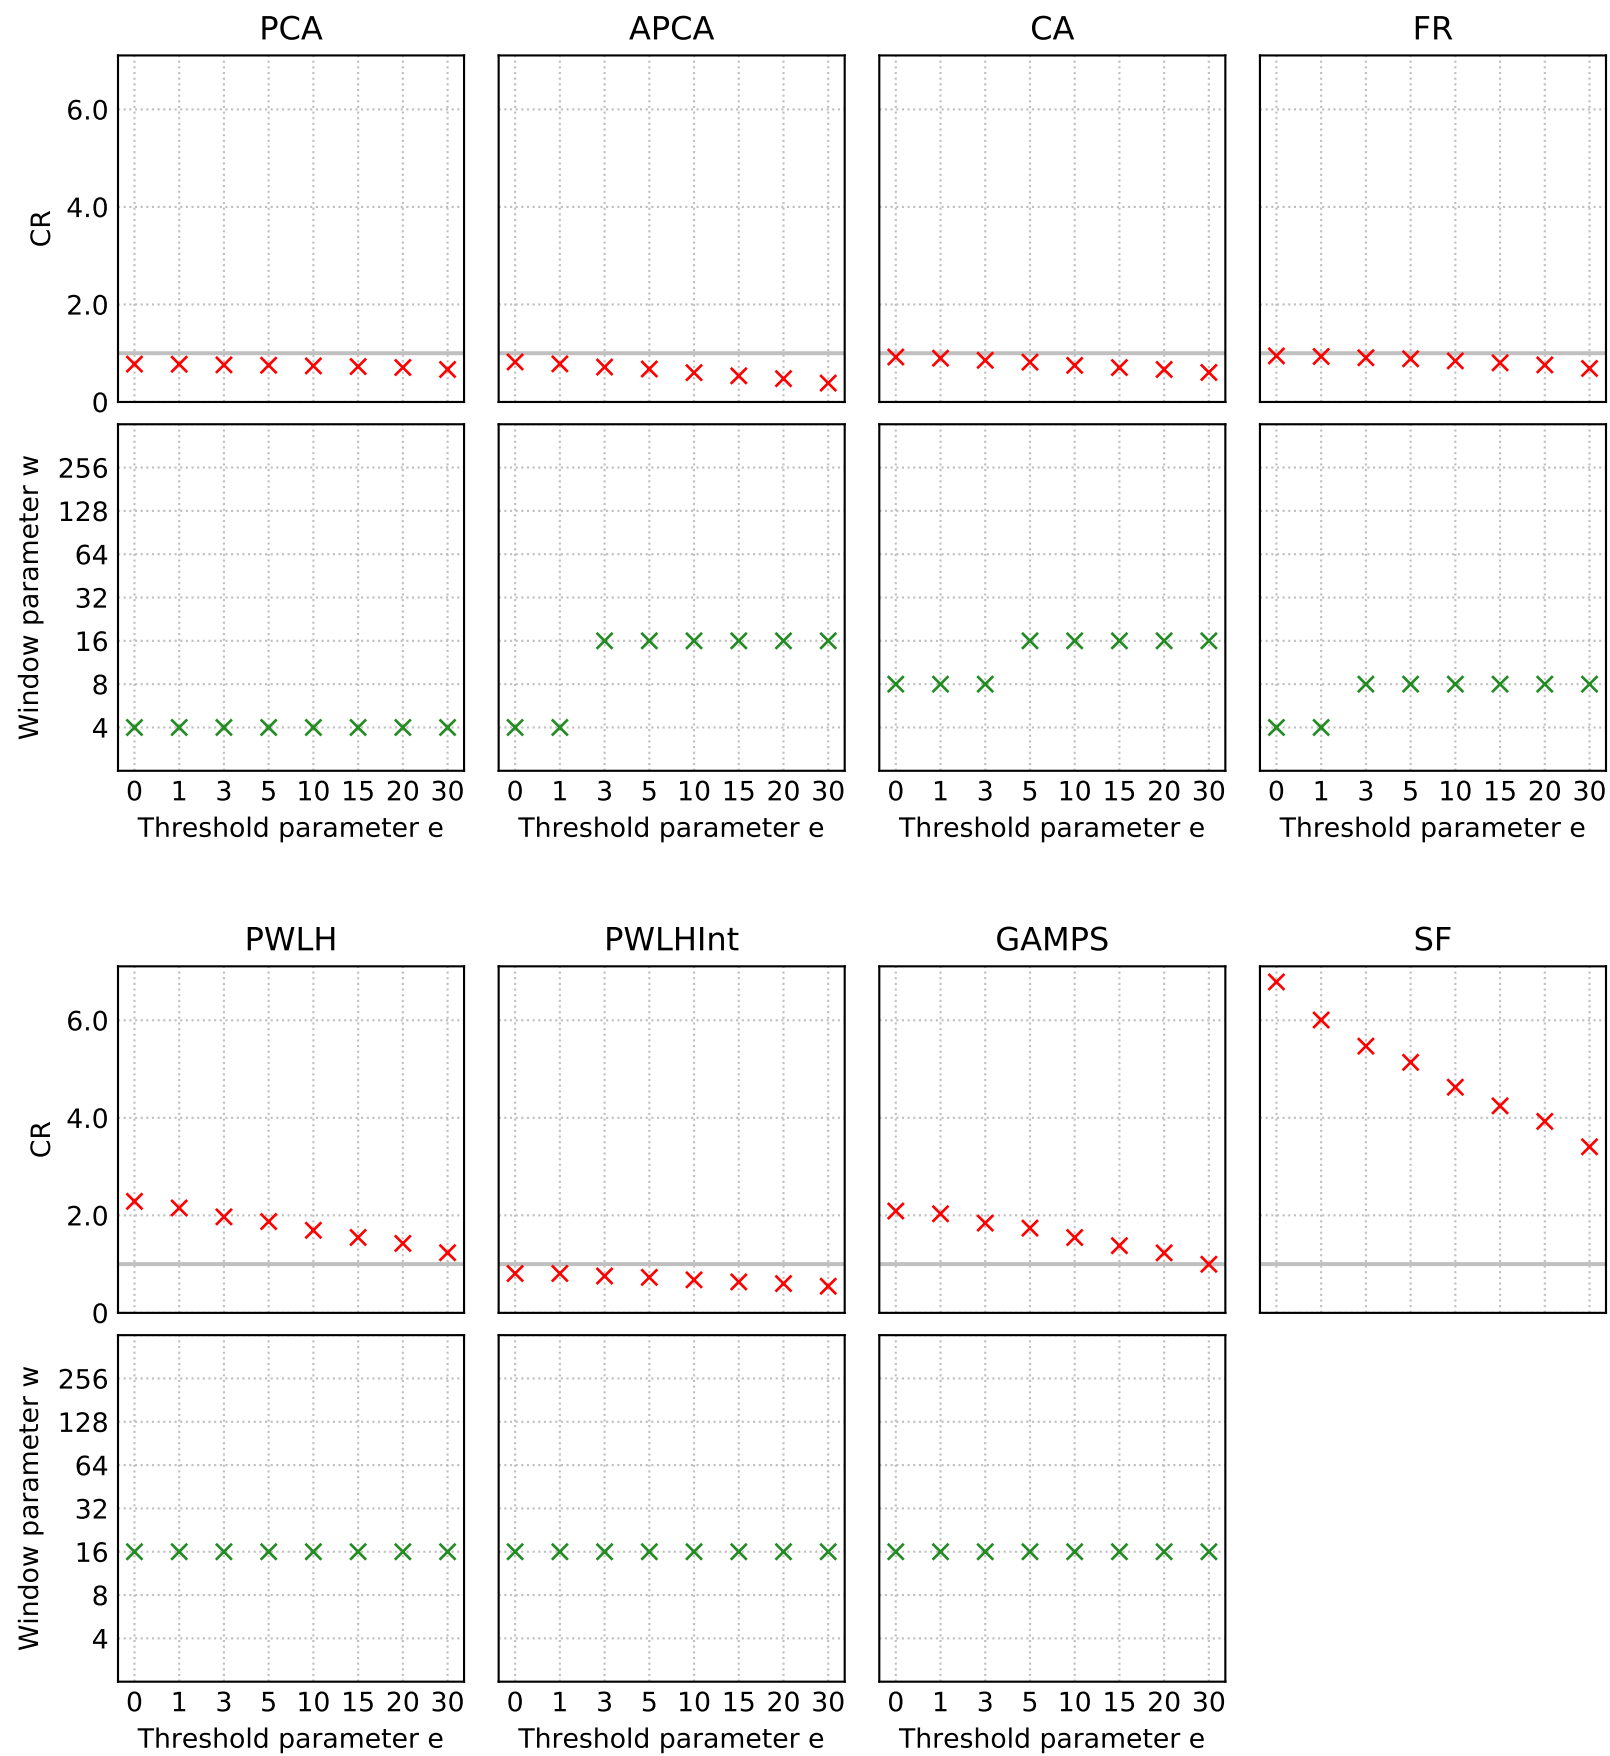 PCA APCA CA FR
CR
6.0
4.0
2.0
0
Window parameter w
256
128
64
32
16
8
4
0 1 3 5 10 15 20 30 0 1 3 5 10 15 20 30 0 1 3 5 10 15 20 30 0 1 3 5 10 15 20 30
Threshold parameter e Threshold parameter e Threshold parameter e Threshold parameter e
PWLH PWLHInt GAMPS SF
CR
6.0
4.0
2.0
0
Window parameter w
256
128
64
32
16
8
4
0 1 3 5 10 15 20 30 0 1 3 5 10 15 20 30 0 1 3 5 10 15 20 30
Threshold parameter e Threshold parameter e Threshold parameter e